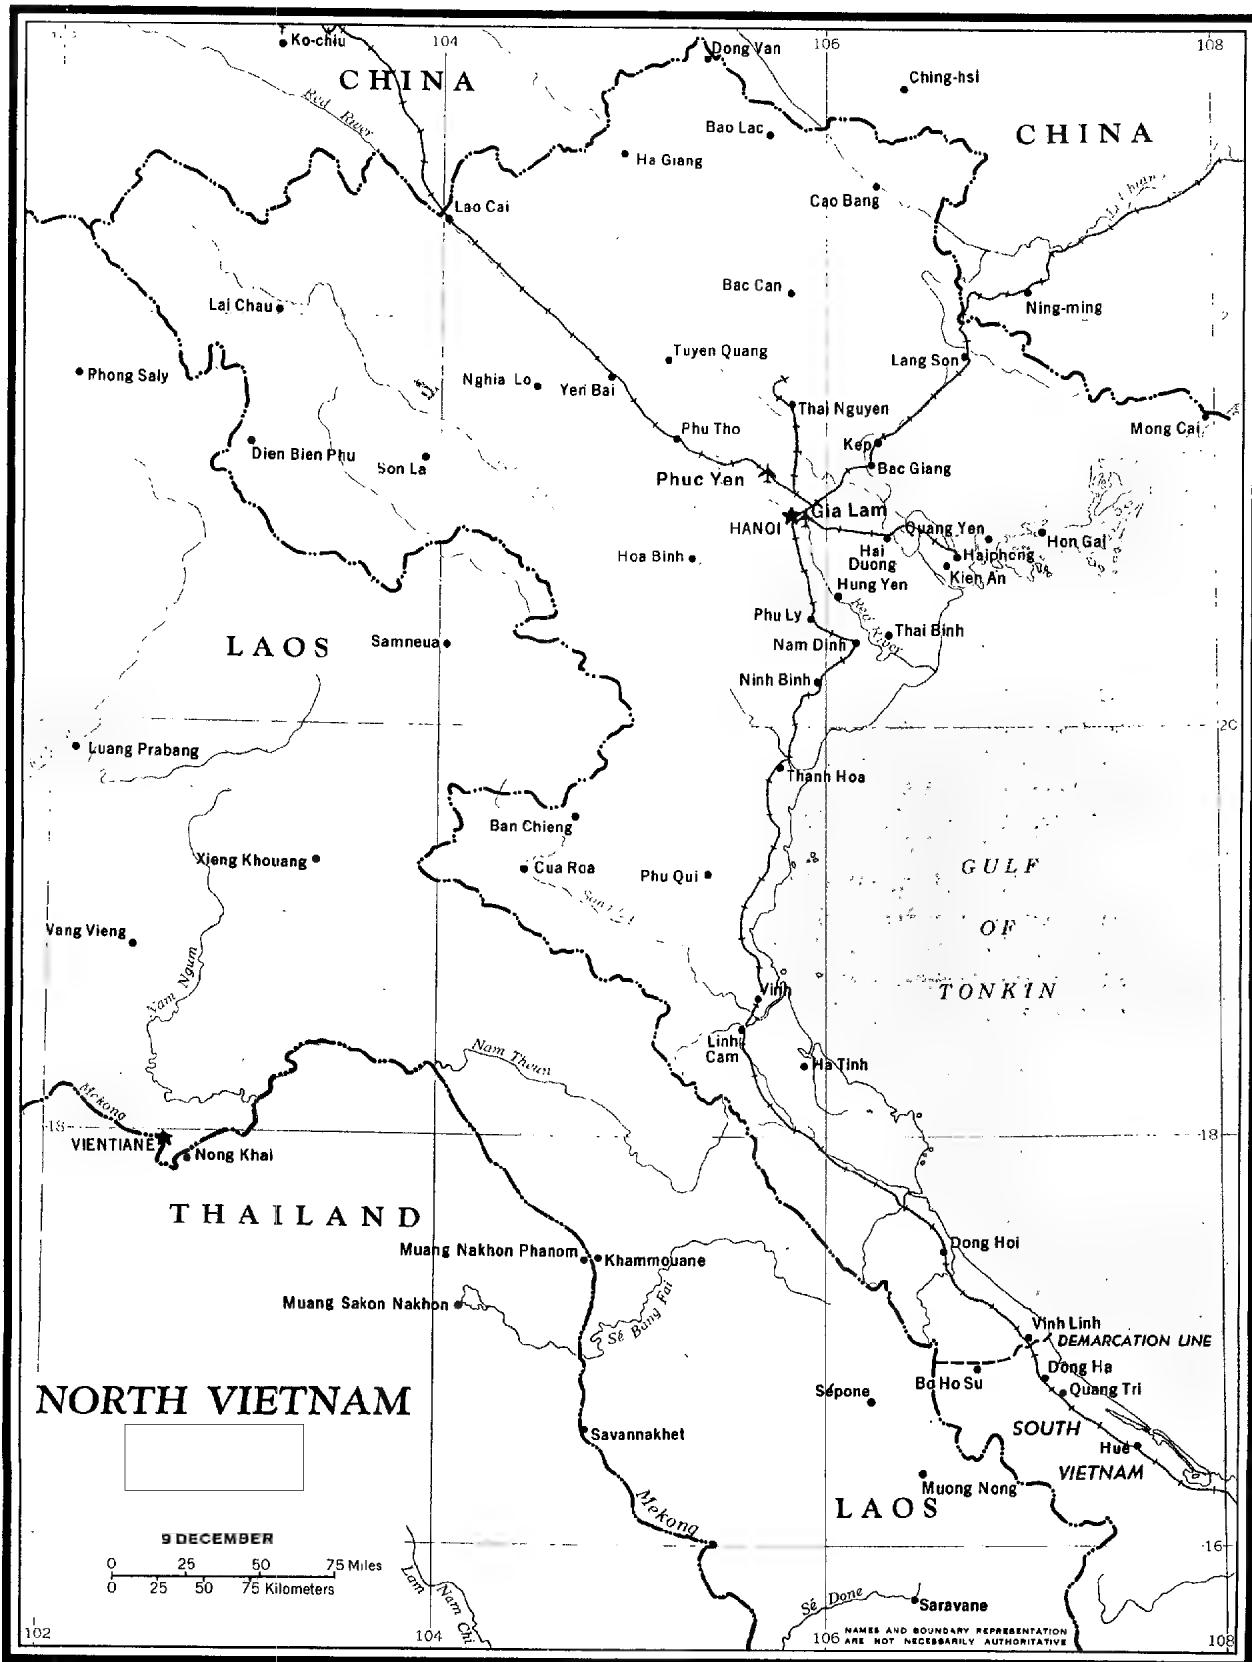 104
106
108
Ko-chiu
Dong Van
CHINA
Ching-hsi
Red River
Bao Lac
CHINA
Ha Giang
Cao Bang
Lao Cai
Bac Can
Lai Chau
Ning-ming
Tuyen Quang
Lang Son
Phong Saly
Nghia Lo
Yen Bai
Thai Nguyen
Mong Cai
Phu Tho
Kep
Dien Bien Phu
Son La
Bac Giang
Phuc Yen
Gia Lam
HANOI
Quang Yen
Hon Gai
Hai
Duong
Haiphong
Hoa Binh
Kien An
Hung Yen
Red River
Phu Ly
Thai Binh
LAOS
Samneua
Nam Dinh
Ninh Binh
20
Luang Prabang
Thanh Hoa
Ban Chieng
Xieng Khouang
Cua Roa
Phu Qui
GULF
OF
TONKIN
Vang Vieng
Nam Ngum
Vinh
Linh
Cam
Nam Theun
Ha Tinh
Mekong
18
18
VIENTIANE
Nong Khai
THAILAND
Muang Nakhon Phanom
Khammouane
Dong Hoi
Muang Sakon Nakhon
Sé Bang Fai
Vinh Linh
DEMARCATION LINE
Dong Ha
Bo Ho Su
Quang Tri
Sépone
NORTH VIETNAM
SOUTH
VIETNAM
Hué
Savannakhet
Muong Nong
LAOS
Mekong
9 DECEMBER
0 25 50 75 Miles
0 25 50 75 Kilometers
16
Lam Nam Chi
Sé Done
Saravane
102
104
106
108
NAMES AND BOUNDARY REPRESENTATION
ARE NOT NECESSARILY AUTHORITATIVE